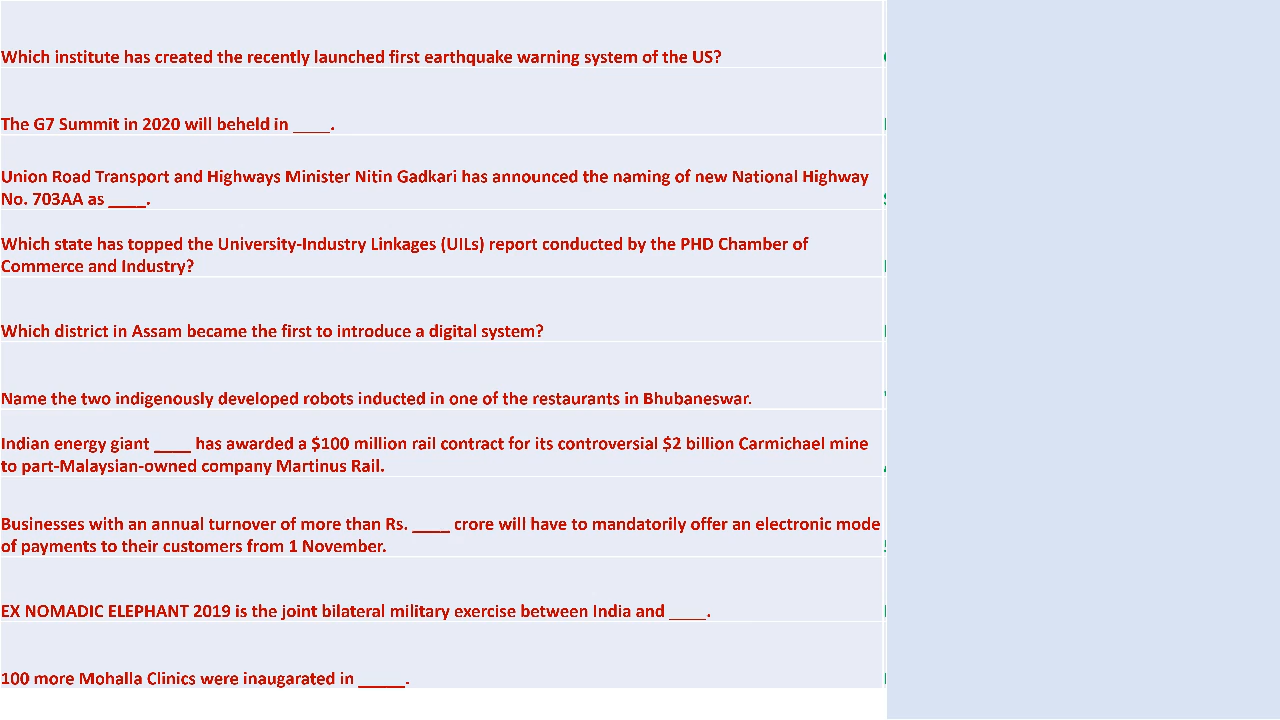 Which institute has created the recently launched first earthquake warning system of the US?
The G7 Summit in 2020 will beheld in ____.
Union Road Transport and Highways Minister Nitin Gadkari has announced the naming of new National Highway
No. 703AA as ____.
Which state has topped the University-Industry Linkages (UILs) report conducted by the PHD Chamber of
Commerce and Industry?
Which district in Assam became the first to introduce a digital system?
Name the two indigenously developed robots inducted in one of the restaurants in Bhubaneswar.
Indian energy giant ____ has awarded a $100 million rail contract for its controversial $2 billion Carmichael mine
to part-Malaysian-owned company Martinus Rail.
Businesses with an annual turnover of more than Rs. ____ crore will have to mandatorily offer an electronic mode
of payments to their customers from 1 November.
EX NOMADIC ELEPHANT 2019 is the joint bilateral military exercise between India and ____.
100 more Mohalla Clinics were inaugarated in _____.